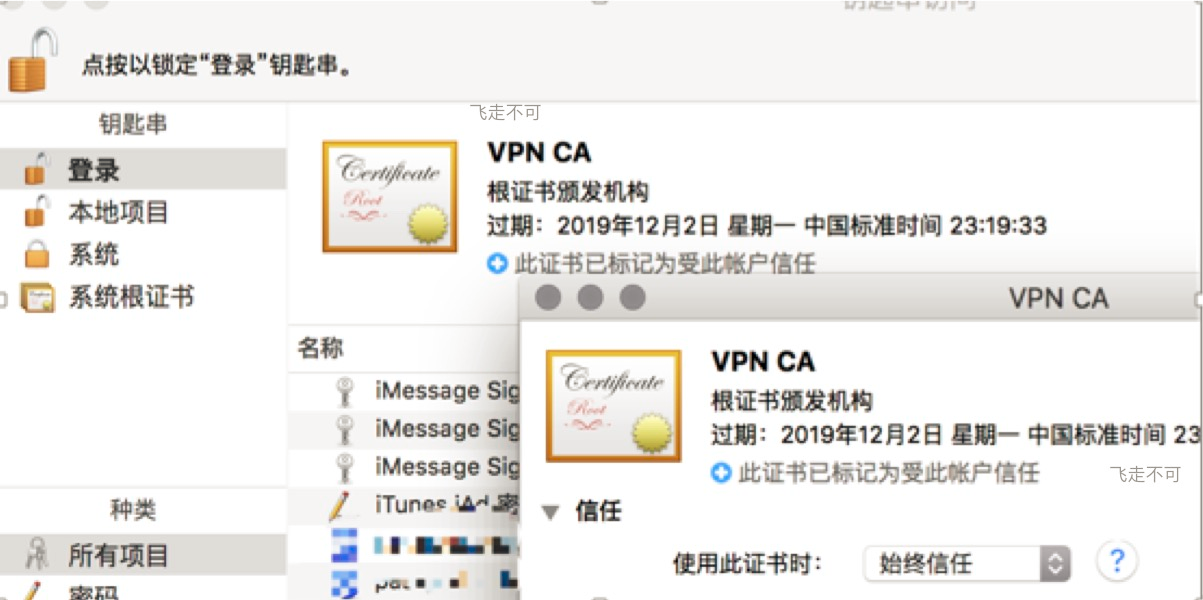 钥匙串访问
点按以锁定“登录”钥匙串。
钥匙串
登录
本地项目
系统
系统根证书
种类
所有项目
密码
飞走不可
Certificate
Root
VPN CA
根证书颁发机构
过期：2019年12月2日 星期一 中国标准时间 23:19:33
此证书已标记为受此帐户信任
名称
iMessage Sig
iMessage Sig
iMessage Sig
iTunes iAd 密
VPN CA
Certificate
Root
VPN CA
根证书颁发机构
过期：2019年12月2日 星期一 中国标准时间 23
此证书已标记为受此帐户信任
飞走不可
信任
使用此证书时：
始终信任
?